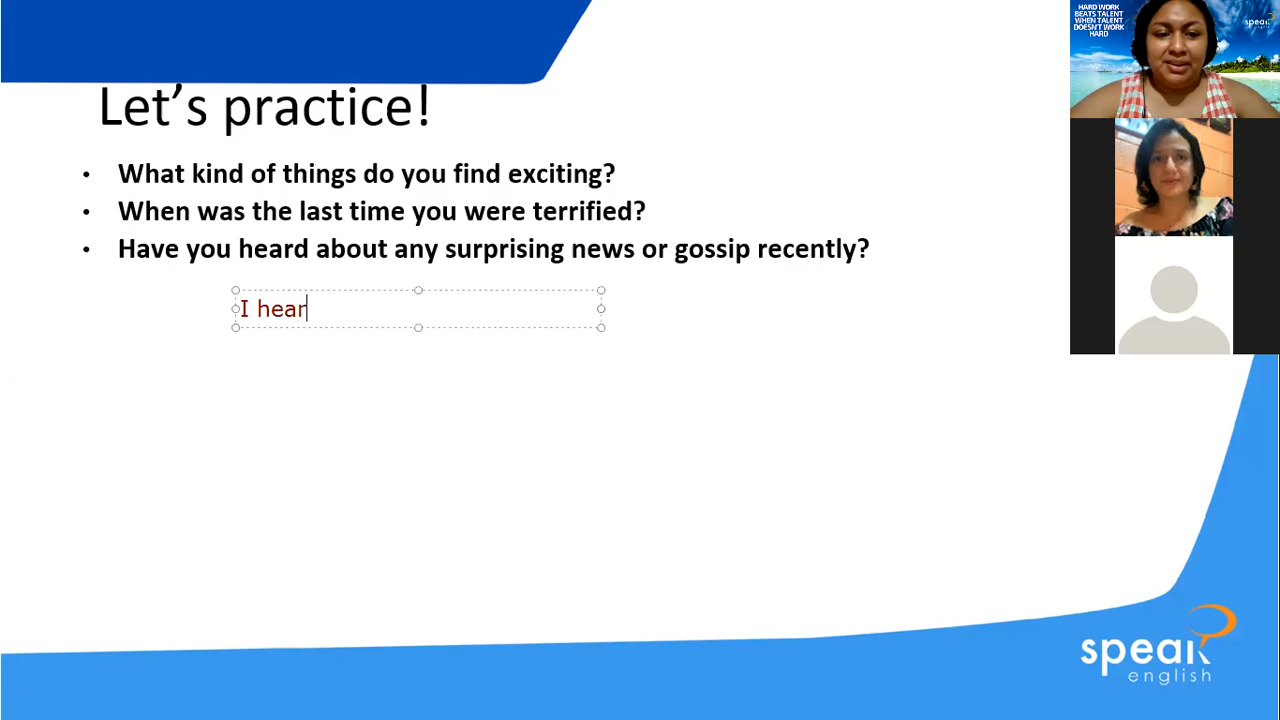 HARD WORK
BEATS TALENT
WHEN TALENT
DOESN'T WORK
HARD
speak
Let's practice!
• What kind of things do you find exciting?
• When was the last time you were terrified?
• Have you heard about any surprising news or gossip recently?
I hear
speak
english